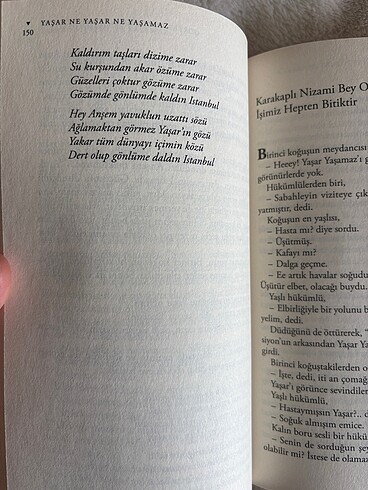 YAŞAR NE YAŞAR NE YAŞAMAZ
150
Kaldırım taşları dizime zarar
Su kurşundan akar özüme zarar
Güzelleri çoktur gözüme zarar
Gözümde gönlümde kaldın İstanbul
Hey Anşem yavuklun uzattı sözü
Ağlamaktan görmez Yaşar'ın gözü
Yakar tüm dünyayı içimin közü
Dert olup gönlüme daldın İstanbul
Karakaplı Nizami Bey O
İşimiz Hepten Biriktir
Birinci koğuşun meydancısı
– Heeey! Yaşar Yaşamaz'ı g
görünürlerde yok.
Hükümlülerden biri,
– Sabahleyin viziteye çık
yarmıştır, dedi.
Koğuşun en yaşlısı,
– Hasta mı? diye sordu.
– Üşütmüş.
– Kafayı mı?
– Dalga geçme.
– Ee artık havalar soğudu
Üşütür elbet, olacağı buydu.
Yaşlı hükümlü,
– Elbirliğiyle bir yolunu b
yelim, dedi.
Düdüğünü de öttürerek, "
siyon'un arkasından Yaşar Ya
girdi.
Birinci koğuştakilerden o
– İşte, dedi, iti an çomağ
Yaşar'ı görünce sevindiler
Yaşlı hükümlü,
– Hastaymışsın Yaşar?.. d
– Soğuk almışım emice.
Kalın boru sesli bir hükü
– Senin de sorduğun şey
olabilir mi? İstese de olamaz